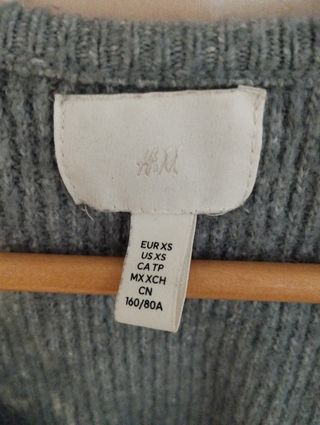 H&M
EUR XS
US XS
CA TP
MX XCH
CN
160/80A